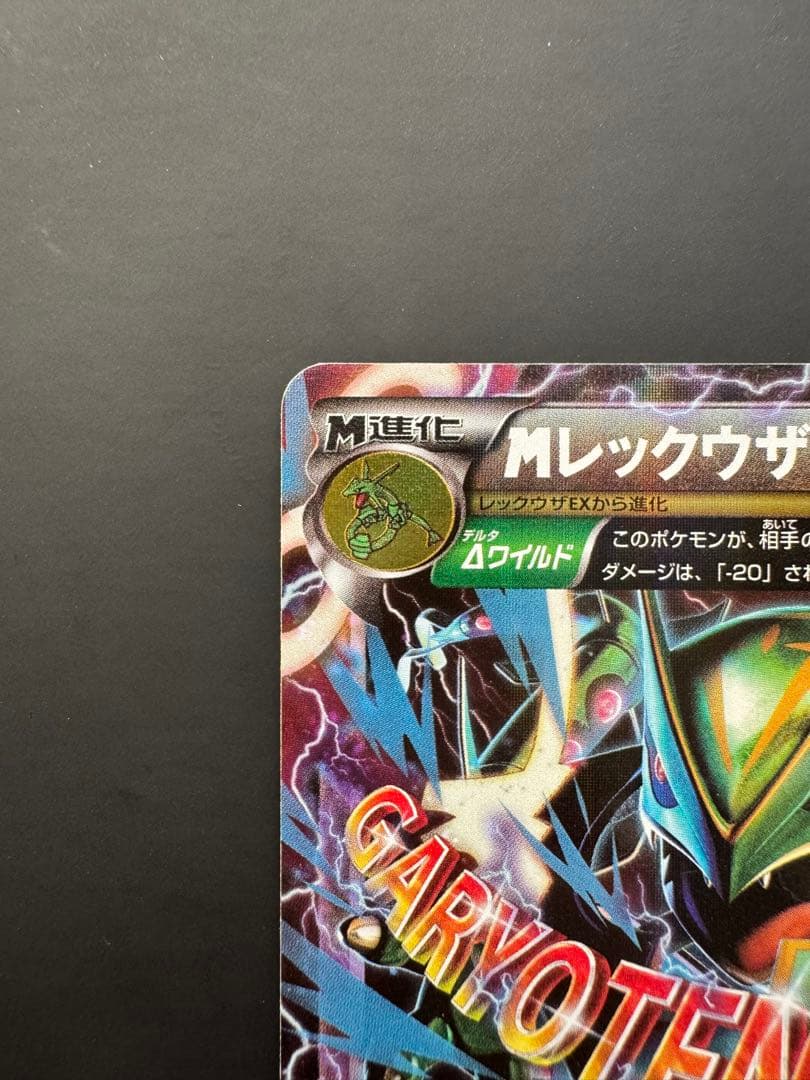 M進化
Mレックウザ
レックウザEXから進化
デルタ
Δワイルド
あいて
このポケモンが、相手の
ダメージは、「-20」され
GARYOTEN